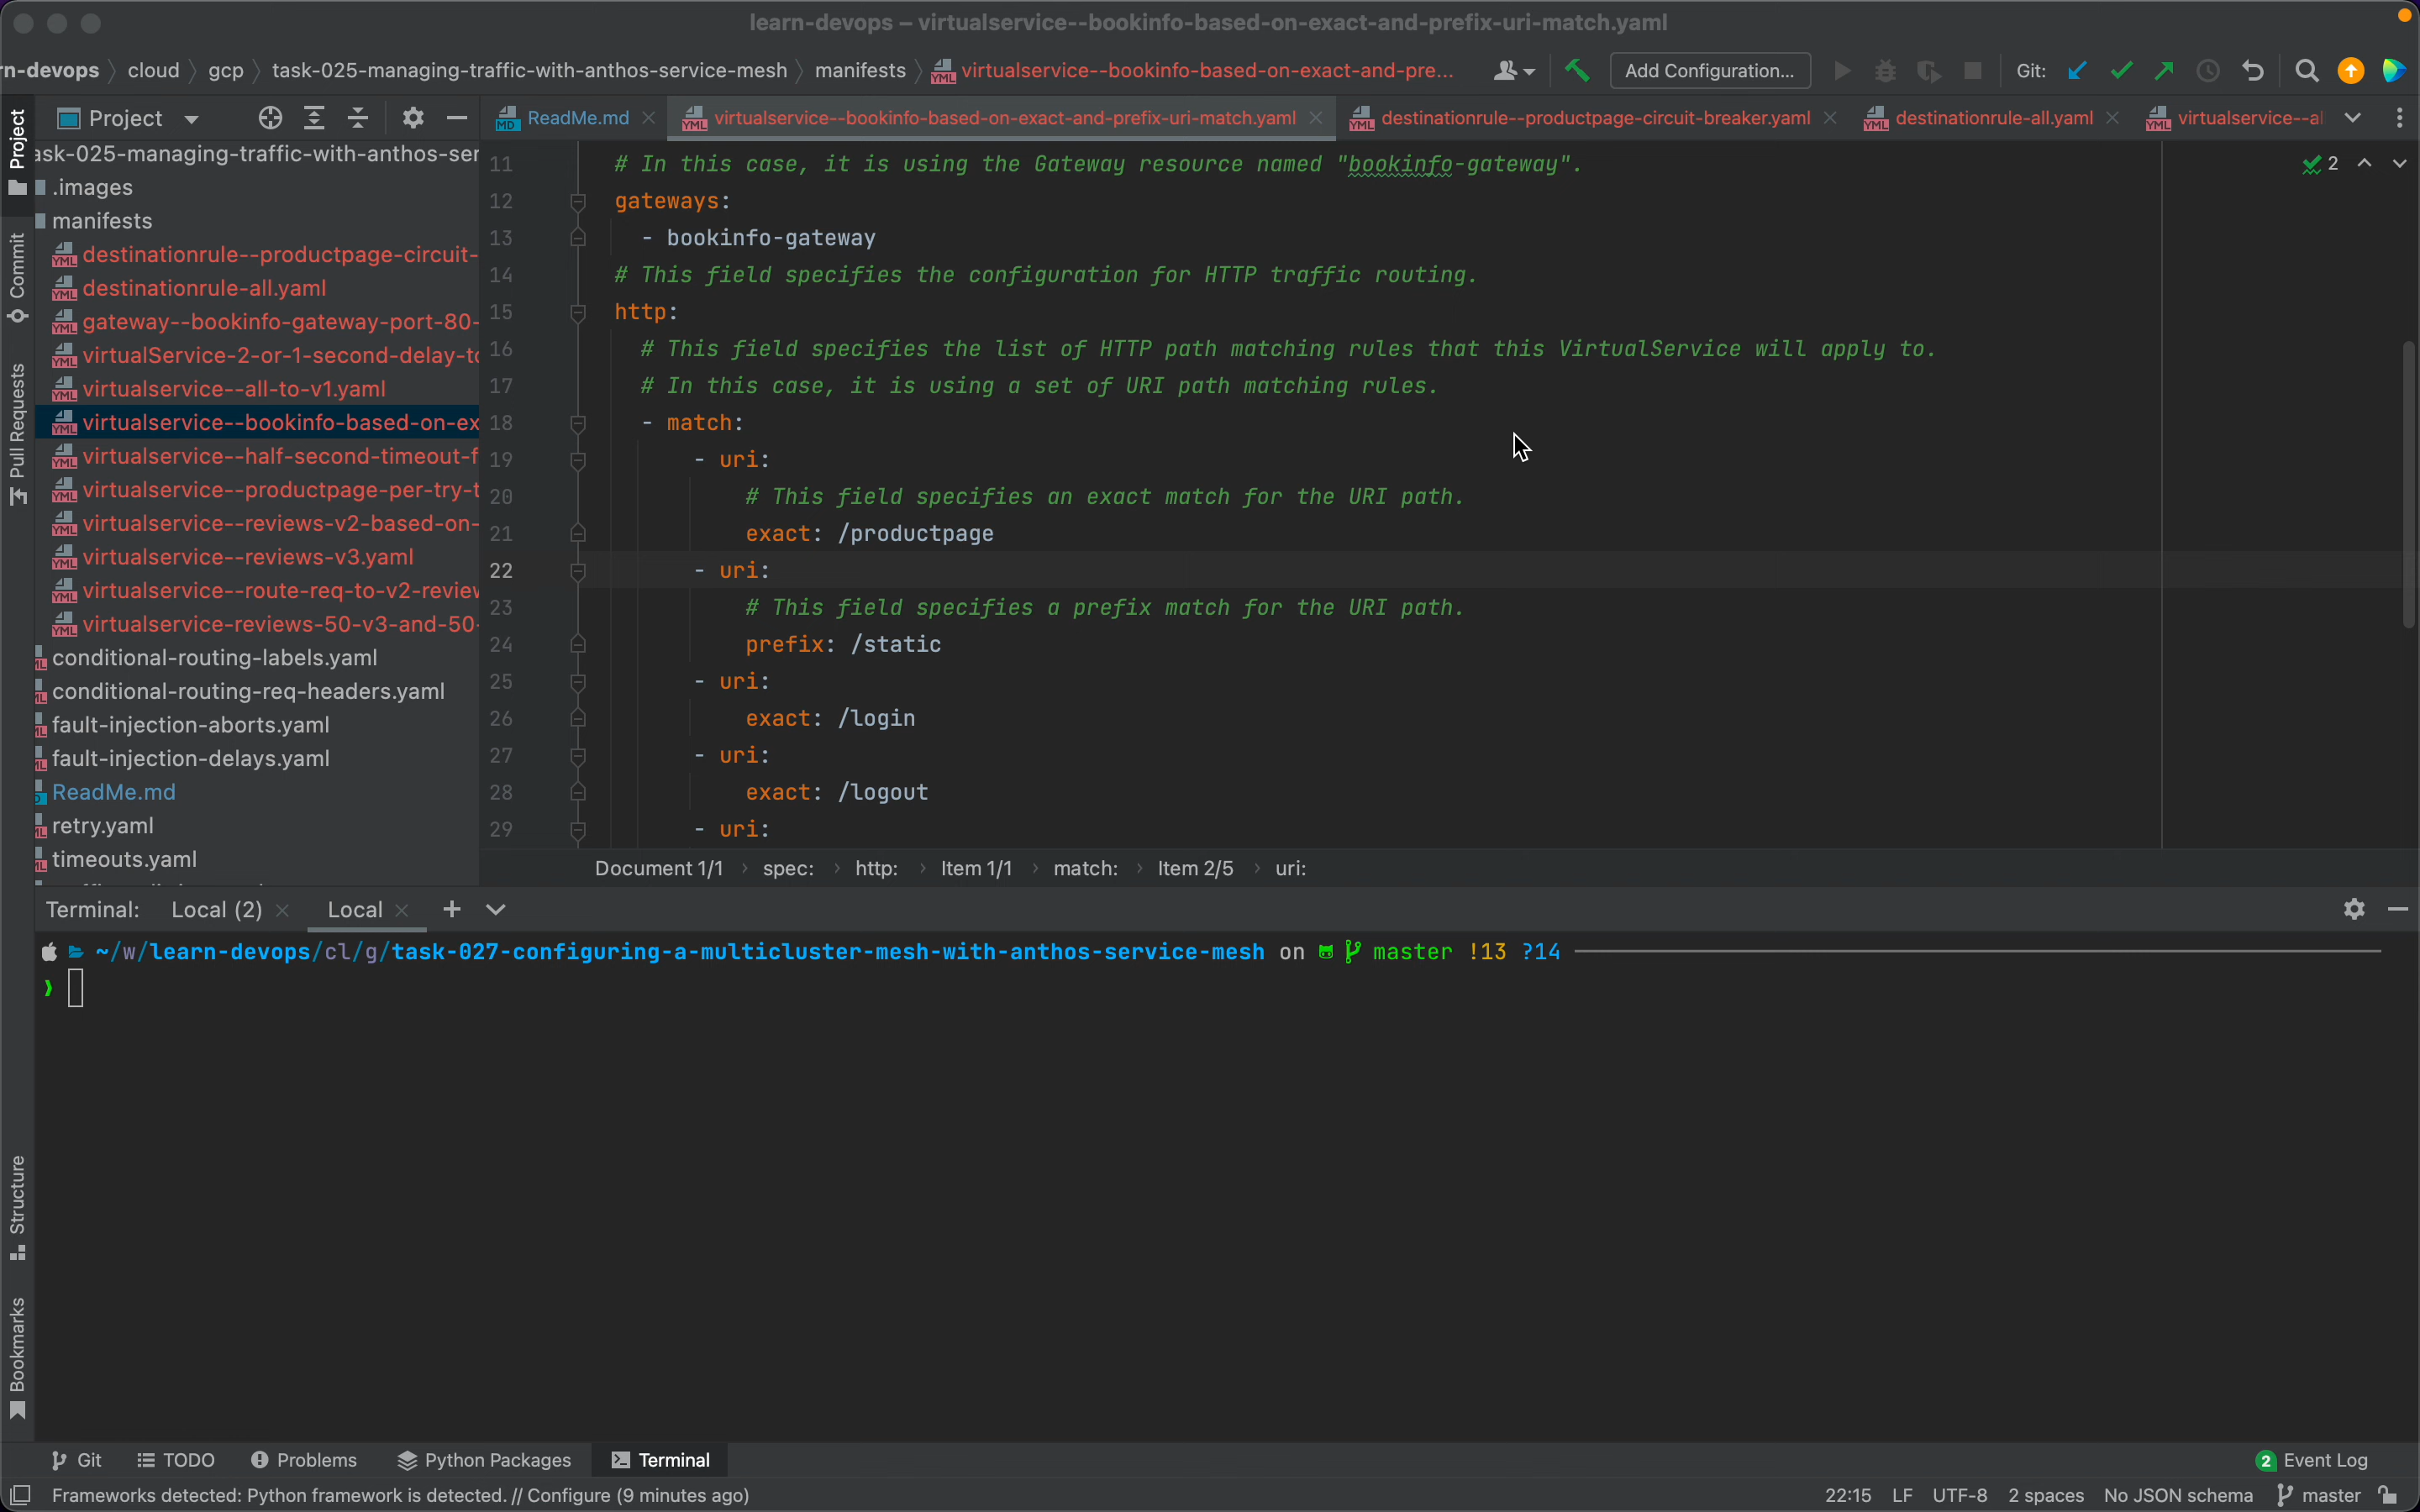 learn-devops – virtualservice--bookinfo-based-on-exact-and-prefix-uri-match.yaml
n-devops cloud gcp task-025-managing-traffic-with-anthos-service-mesh manifests virtualservice--bookinfo-based-on-exact-and-pre... Add Configuration... Git:
Project ReadMe.md virtualservice--bookinfo-based-on-exact-and-prefix-uri-match.yaml destinationrule--productpage-circuit-breaker.yaml destinationrule-all.yaml virtualservice--al
Project
Commit
Pull Requests
Structure
Bookmarks
ask-025-managing-traffic-with-anthos-ser
.images
manifests
destinationrule--productpage-circuit-
destinationrule-all.yaml
gateway--bookinfo-gateway-port-80-
virtualService-2-or-1-second-delay-to
virtualservice--all-to-v1.yaml
virtualservice--bookinfo-based-on-ex
virtualservice--half-second-timeout-f
virtualservice--productpage-per-try-t
virtualservice--reviews-v2-based-on-
virtualservice--reviews-v3.yaml
virtualservice--route-req-to-v2-review
virtualservice-reviews-50-v3-and-50-
conditional-routing-labels.yaml
conditional-routing-req-headers.yaml
fault-injection-aborts.yaml
fault-injection-delays.yaml
ReadMe.md
retry.yaml
timeouts.yaml
11 # In this case, it is using the Gateway resource named "bookinfo-gateway". 2
12 gateways:
13 - bookinfo-gateway
14 # This field specifies the configuration for HTTP traffic routing.
15 http:
16 # This field specifies the list of HTTP path matching rules that this VirtualService will apply to.
17 # In this case, it is using a set of URI path matching rules.
18 - match:
19 - uri:
20 # This field specifies an exact match for the URI path.
21 exact: /productpage
22 - uri:
23 # This field specifies a prefix match for the URI path.
24 prefix: /static
25 - uri:
26 exact: /login
27 - uri:
28 exact: /logout
29 - uri:
Document 1/1 › spec: › http: › Item 1/1 › match: › Item 2/5 › uri:
Terminal: Local (2) Local
~/w/learn-devops/cl/g/task-027-configuring-a-multicluster-mesh-with-anthos-service-mesh on master !13 ?14
❯
Git TODO Problems Python Packages Terminal 2 Event Log
Frameworks detected: Python framework is detected. // Configure (9 minutes ago) 22:15 LF UTF-8 2 spaces No JSON schema master